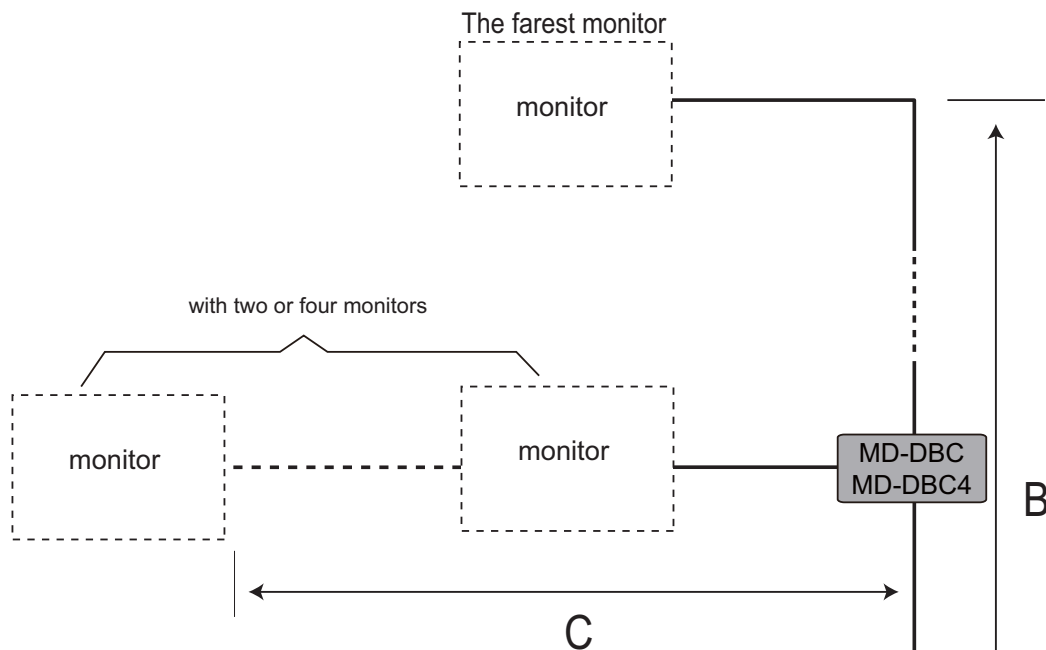 The farest monitor
monitor
with two or four monitors
monitor
monitor
MD-DBC
MD-DBC4
B
C